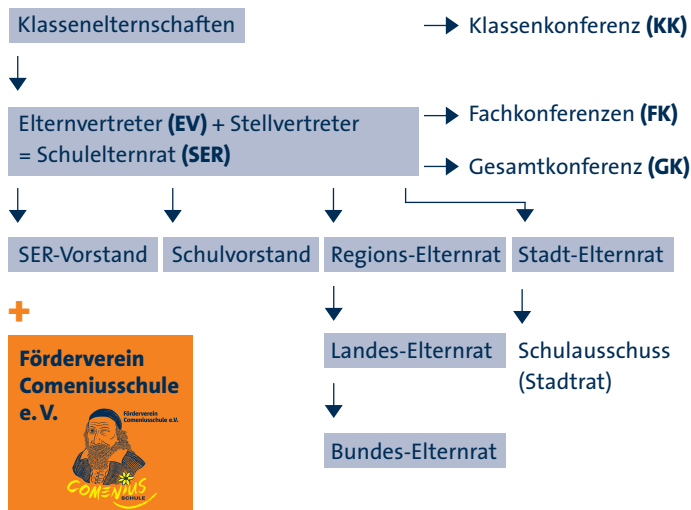 Klassenelternschaften
Klassenkonferenz (KK)
Elternvertreter (EV) + Stellvertreter
= Schulelternrat (SER)
Fachkonferenzen (FK)
Gesamtkonferenz (GK)
SER-Vorstand
Schulvorstand
Regions-Elternrat
Stadt-Elternrat
+
Förderverein
Comeniusschule
e. V.
Förderverein
Comeniusschule e.V.
COMENIUS
SCHULE
Landes-Elternrat
Schulausschuss
(Stadtrat)
Bundes-Elternrat